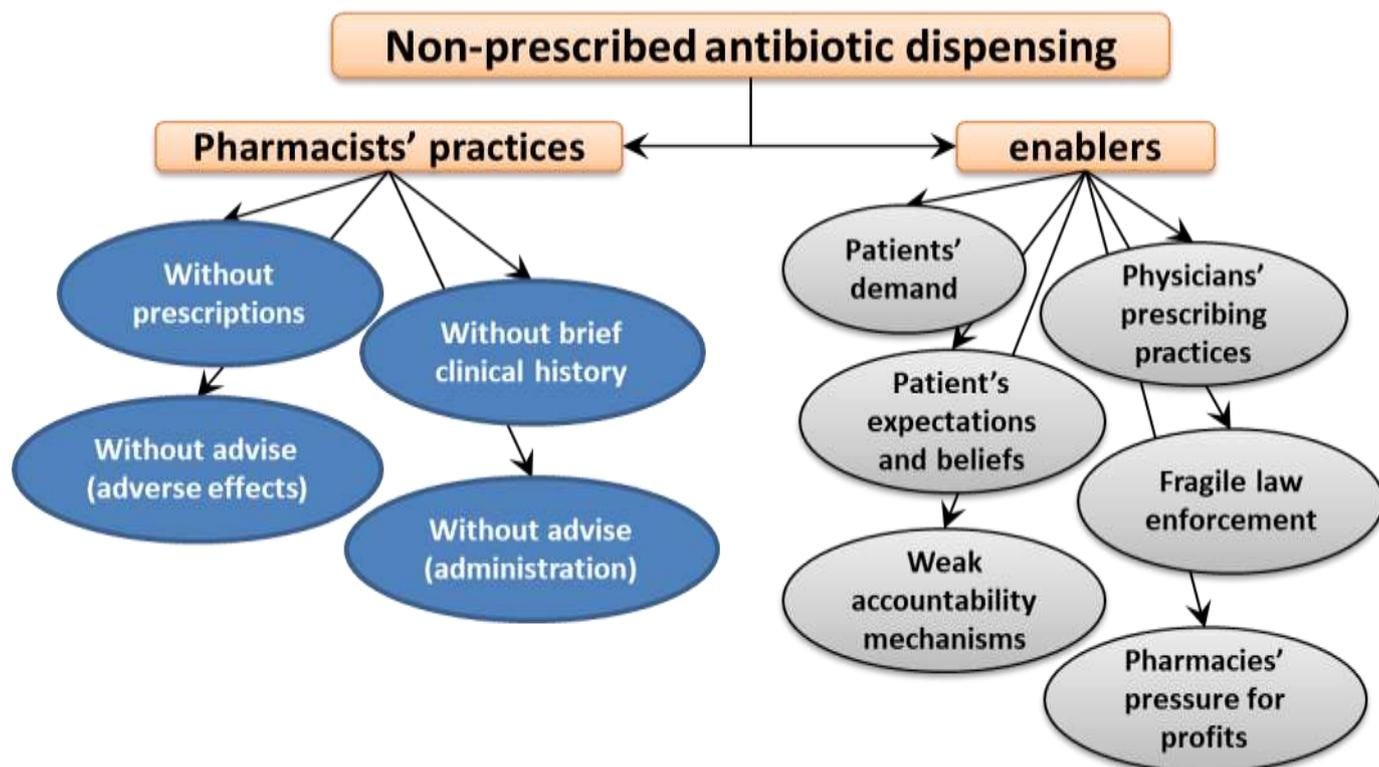 Non-prescribed antibiotic dispensing
Pharmacists’ practices
enablers
Without
prescriptions
Without brief
clinical history
Without advise
(adverse effects)
Without advise
(administration)
Patients’
demand
Physicians’
prescribing
practices
Patient’s
expectations
and beliefs
Fragile law
enforcement
Weak
accountability
mechanisms
Pharmacies’
pressure for
profits